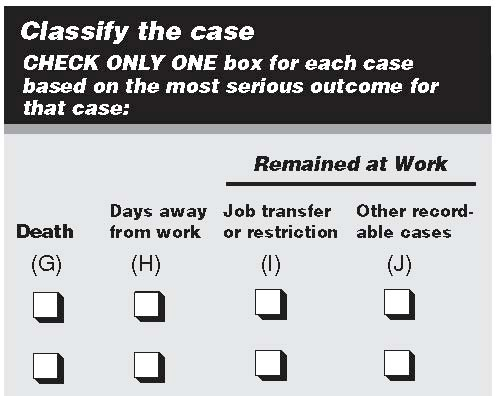 Classify the case
CHECK ONLY ONE box for each case
based on the most serious outcome for
that case:
Remained at Work
Death
Days away
from work
Job transfer
or restriction
Other record-
able cases
(G) (H) (I) (J)